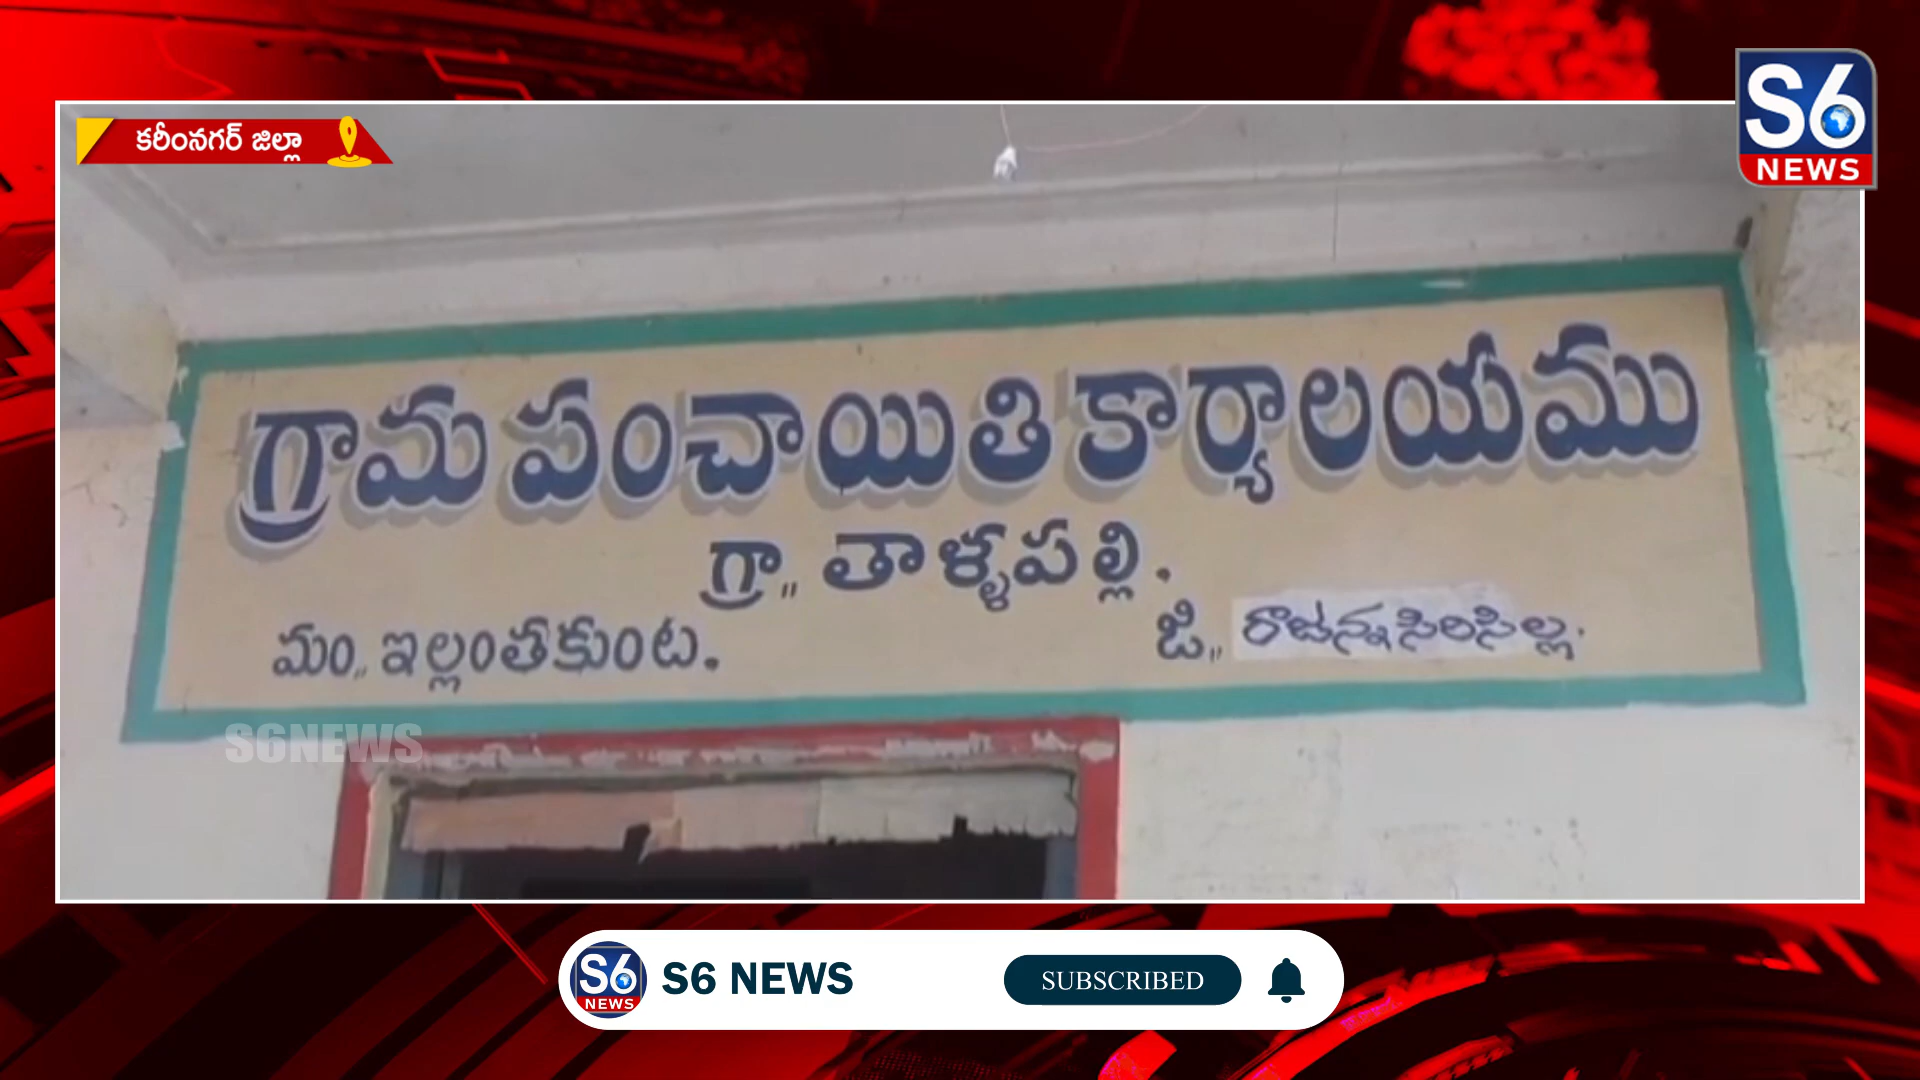 కరీంనగర్ జిల్లా
S6
NEWS
గ్రామ పంచాయితి కార్యాలయము
గ్రా,, తాళ్ళపల్లి.
మం,, ఇల్లంతకుంట.
జి,, రాజన్నసిరిసిల్ల.
S6NEWS
S6
NEWS
S6 NEWS
SUBSCRIBED